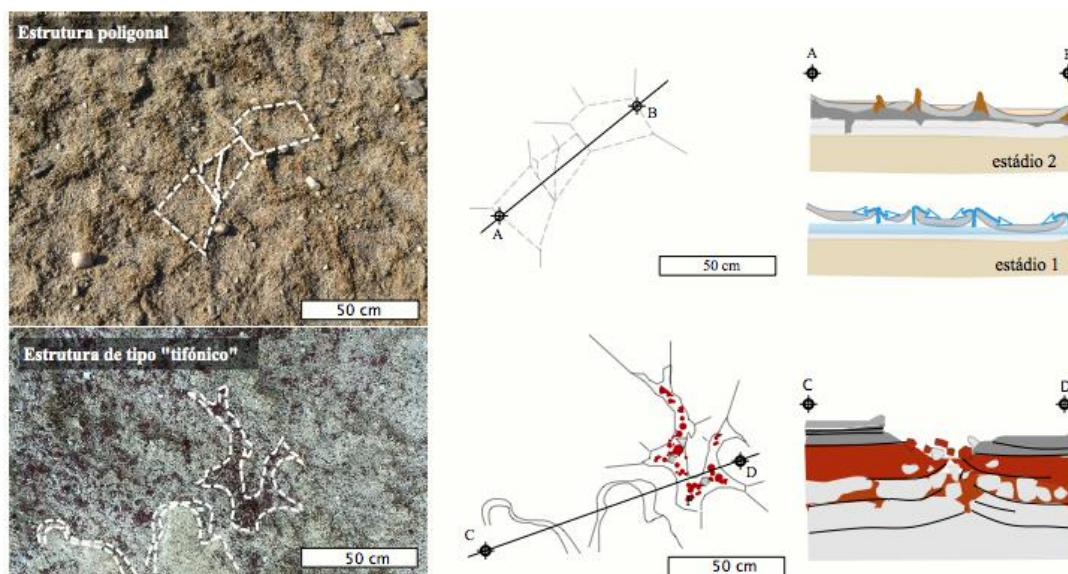 Estrutura poligonal
50 cm
A
B
50 cm
A
estádio 2
estádio 1
Estrutura de tipo "tifónico"
50 cm
C
D
50 cm
C
D